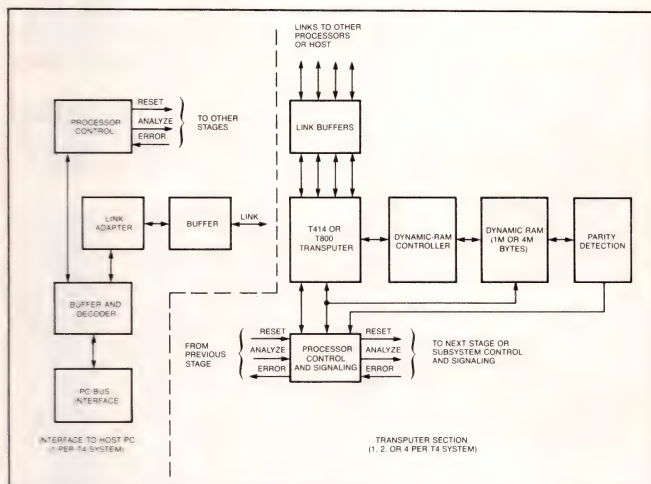 LINKS TO OTHER
PROCESSORS
OR HOST
PROCESSOR
CONTROL
RESET
ANALYZE
ERROR
TO OTHER
STAGES
LINK BUFFERS
LINK
ADAPTER
BUFFER
LINK
T414 OR
T800
TRANSPUTER
DYNAMIC-RAM
CONTROLLER
DYNAMIC RAM
(1M OR 4M
BYTES)
PARITY
DETECTION
BUFFER AND
DECODER
FROM
PREVIOUS
STAGE
RESET
ANALYZE
ERROR
PROCESSOR
CONTROL
AND SIGNALING
RESET
ANALYZE
ERROR
TO NEXT STAGE OR
SUBSYSTEM CONTROL
AND SIGNALING
PC-BUS
INTERFACE
INTERFACE TO HOST PC
(1 PER T4 SYSTEM)
TRANSPUTER SECTION
(1, 2, OR 4 PER T4 SYSTEM)